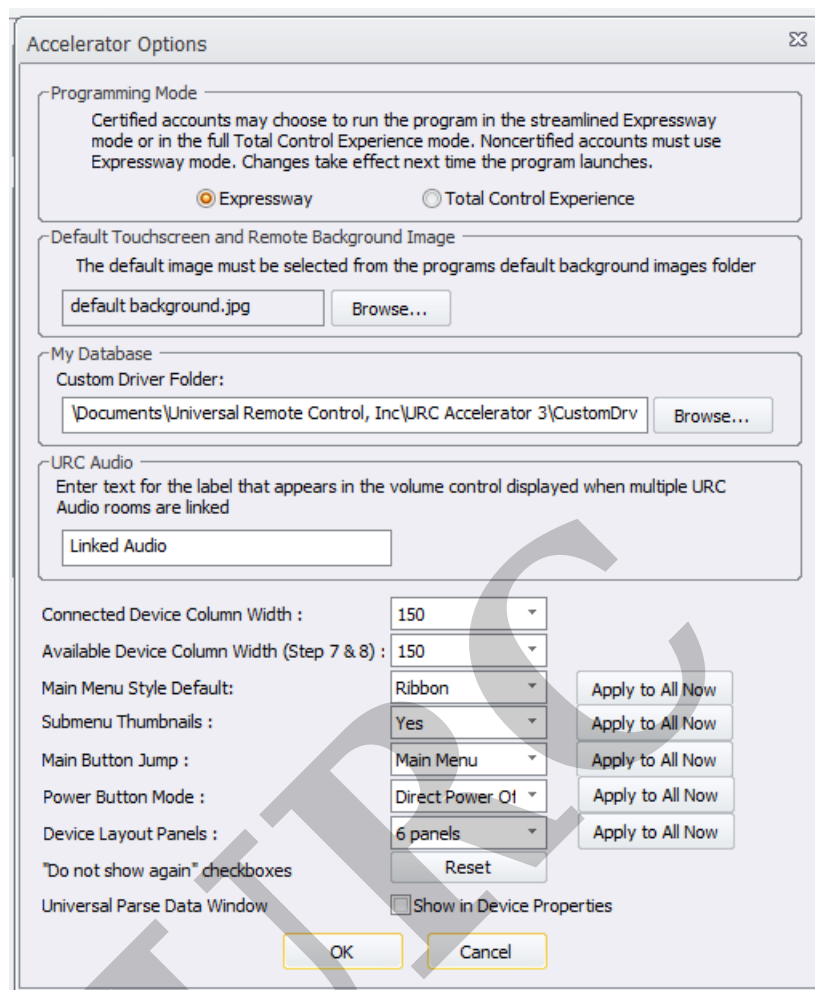 Accelerator Options
Programming Mode
Certified accounts may choose to run the program in the streamlined Expressway
mode or in the full Total Control Experience mode. Noncertified accounts must use
Expressway mode. Changes take effect next time the program launches.
Expressway Total Control Experience
Default Touchscreen and Remote Background Image
The default image must be selected from the programs default background images folder
default background.jpg Browse...
My Database
Custom Driver Folder:
\Documents\Universal Remote Control, Inc\URC Accelerator 3\CustomDrv Browse...
URC Audio
Enter text for the label that appears in the volume control displayed when multiple URC
Audio rooms are linked
Linked Audio
Connected Device Column Width : 150
Available Device Column Width (Step 7 & 8) : 150
Main Menu Style Default: Ribbon Apply to All Now
Submenu Thumbnails : Yes Apply to All Now
Main Button Jump : Main Menu Apply to All Now
Power Button Mode : Direct Power Of Apply to All Now
Device Layout Panels : 6 panels Apply to All Now
"Do not show again" checkboxes Reset
Universal Parse Data Window Show in Device Properties
OK Cancel
URC